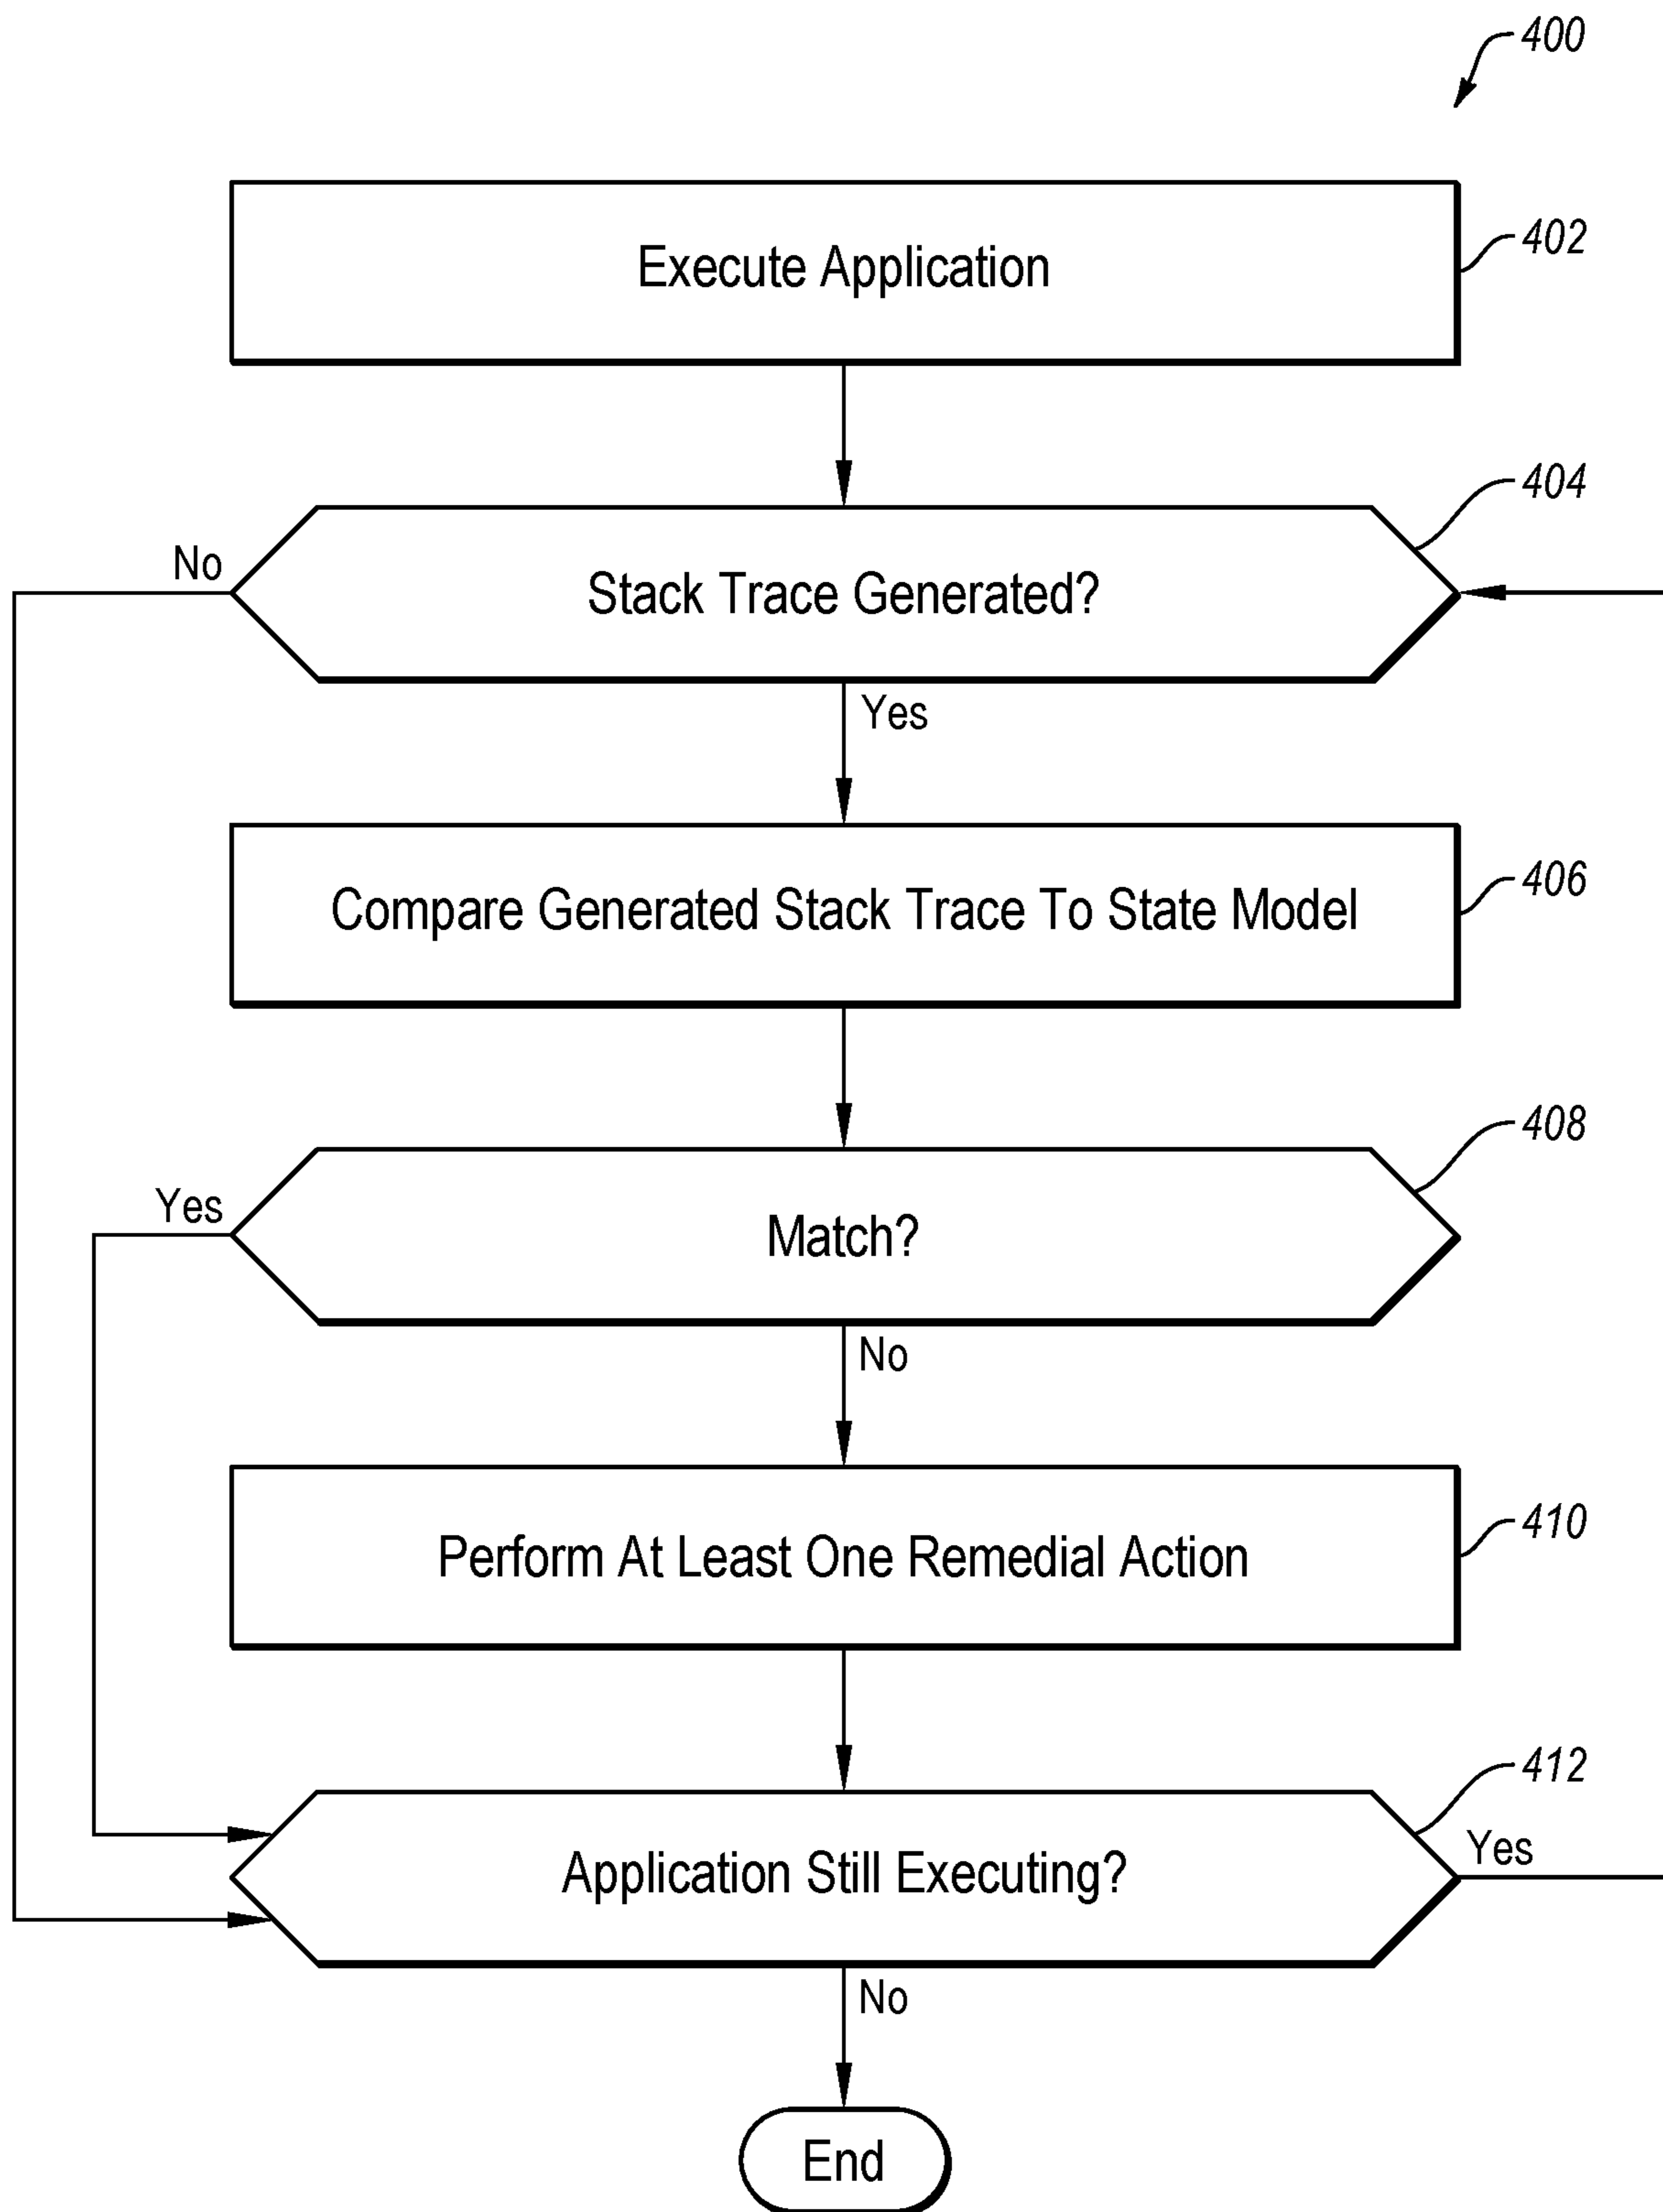 400
Execute Application
402
404
No
Stack Trace Generated?
Yes
Compare Generated Stack Trace To State Model
406
408
Yes
Match?
No
Perform At Least One Remedial Action
410
412
Application Still Executing?
Yes
No
End